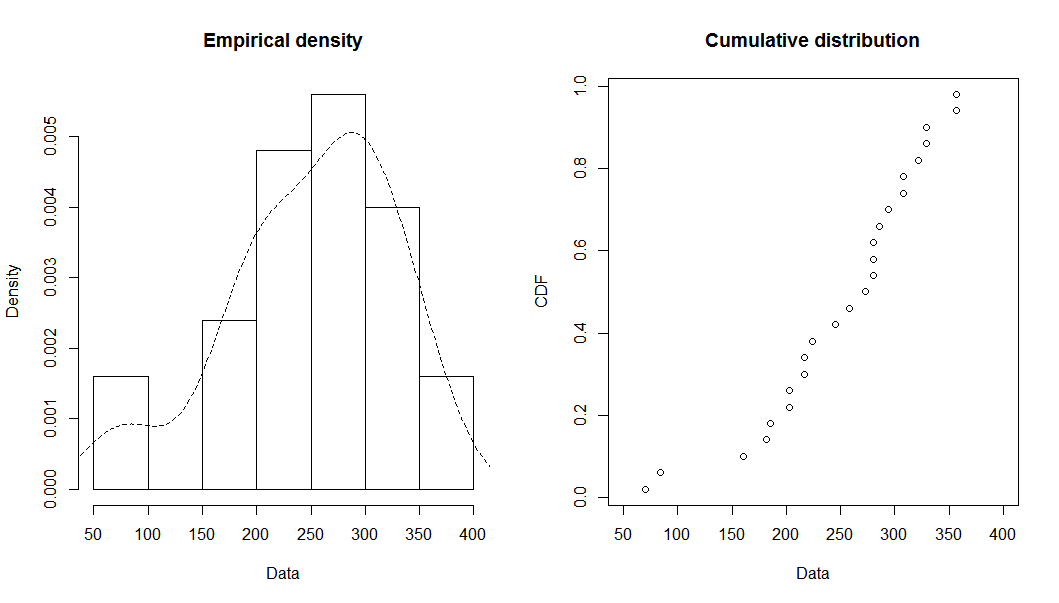 Empirical density
Density
0.000 0.001 0.002 0.003 0.004 0.005
50 100 150 200 250 300 350 400
Data
Cumulative distribution
CDF
0.0 0.2 0.4 0.6 0.8 1.0
50 100 150 200 250 300 350 400
Data